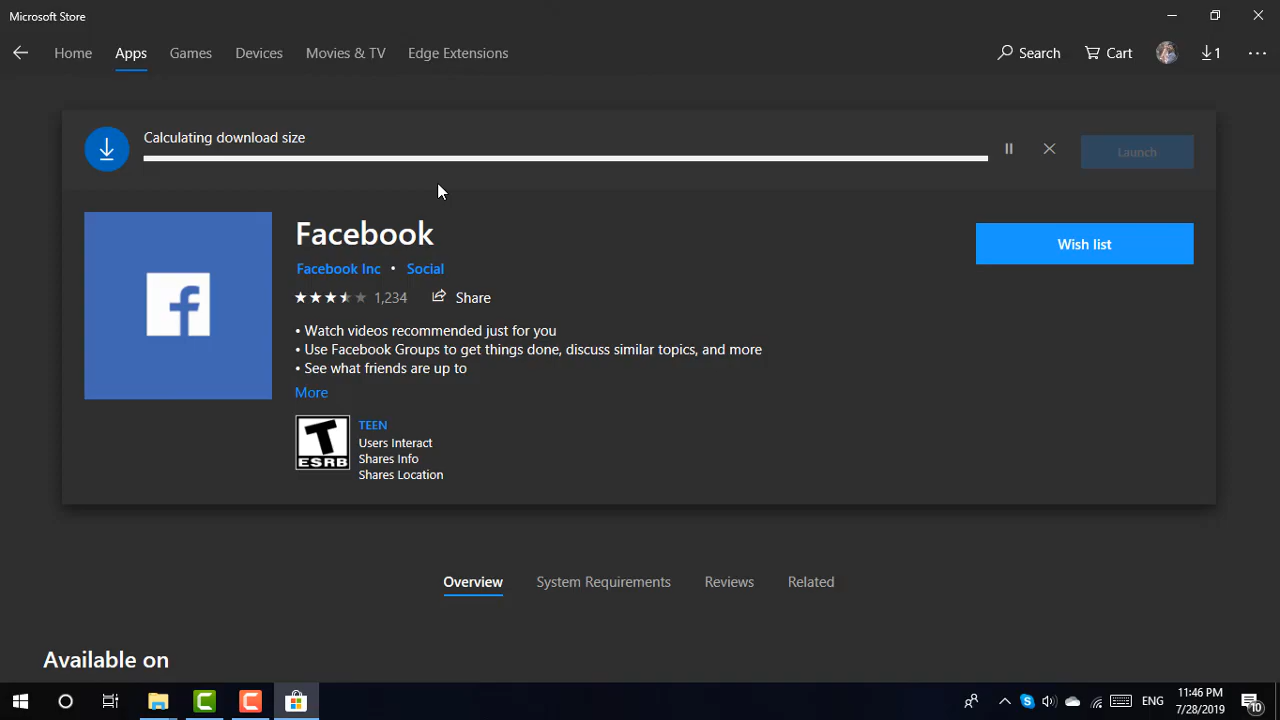 Microsoft Store
Home Apps Games Devices Movies & TV Edge Extensions Search Cart 1
Calculating download size
Launch
Facebook
Wish list
Facebook Inc • Social
1,234 Share
• Watch videos recommended just for you
• Use Facebook Groups to get things done, discuss similar topics, and more
• See what friends are up to
More
T
ESRB
TEEN
Users Interact
Shares Info
Shares Location
Overview System Requirements Reviews Related
Available on
ENG
11:46 PM
7/28/2019
10